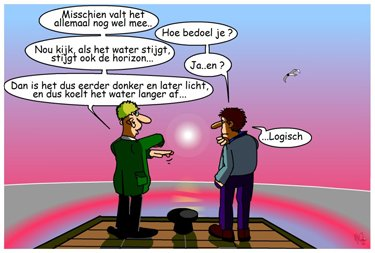 Misschien valt het
allemaal nog wel mee..
Hoe bedoel je ?
Nou kijk, als het water stijgt,
stijgt ook de horizon...
Ja..en ?
Dan is het dus eerder donker en later licht,
en dus koelt het water langer af...
...Logisch